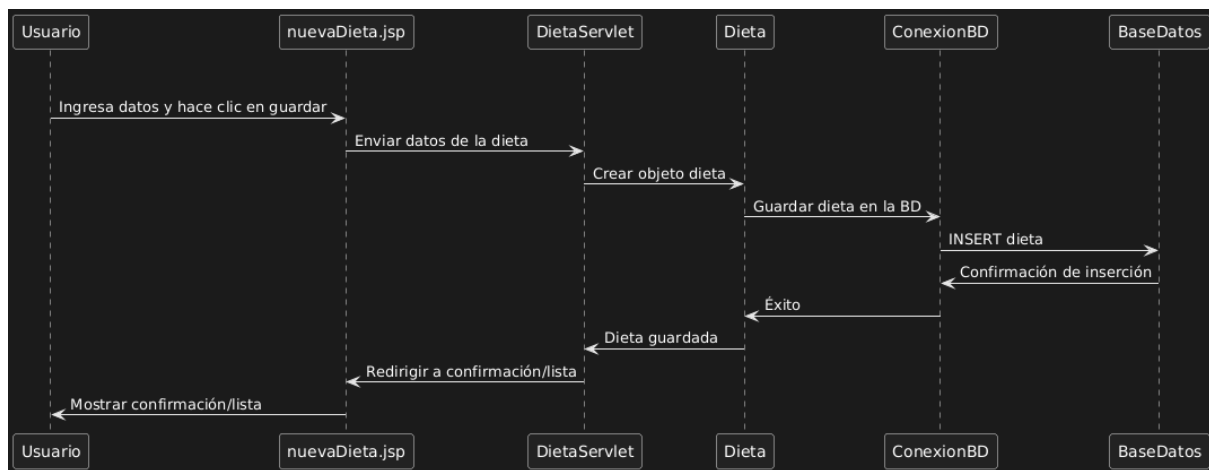 Usuario
nuevaDieta.jsp
DietaServlet
Dieta
ConexionBD
BaseDatos
Ingresa datos y hace clic en guardar
Enviar datos de la dieta
Crear objeto dieta
Guardar dieta en la BD
INSERT dieta
Confirmación de inserción
Éxito
Dieta guardada
Redirigir a confirmación/lista
Mostrar confirmación/lista
Usuario
nuevaDieta.jsp
DietaServlet
Dieta
ConexionBD
BaseDatos